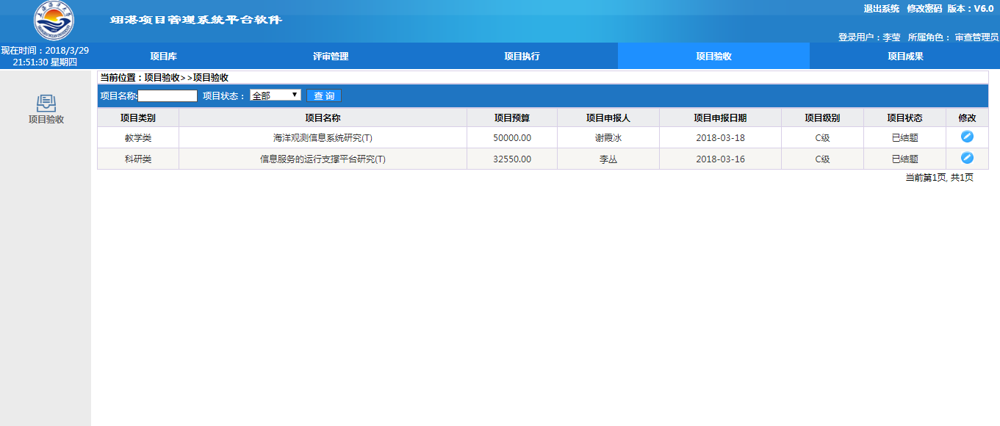 翊湛项目管理系统平台软件
退出系统 修改密码 版本：V6.0
登录用户：李莹 所属角色： 审查管理员
现在时间：2018/3/29
21:51:30 星期四
项目库 评审管理 项目执行 项目验收 项目成果
当前位置：项目验收>>项目验收
项目名称: 项目状态： 全部 查 询
项目验收
项目类别 项目名称 项目预算 项目申报人 项目申报日期 项目级别 项目状态 修改
教学类 海洋观测信息系统研究(T) 50000.00 谢霞冰 2018-03-18 C级 已结题
科研类 信息服务的运行支撑平台研究(T) 32550.00 李丛 2018-03-16 C级 已结题
当前第1页, 共1页